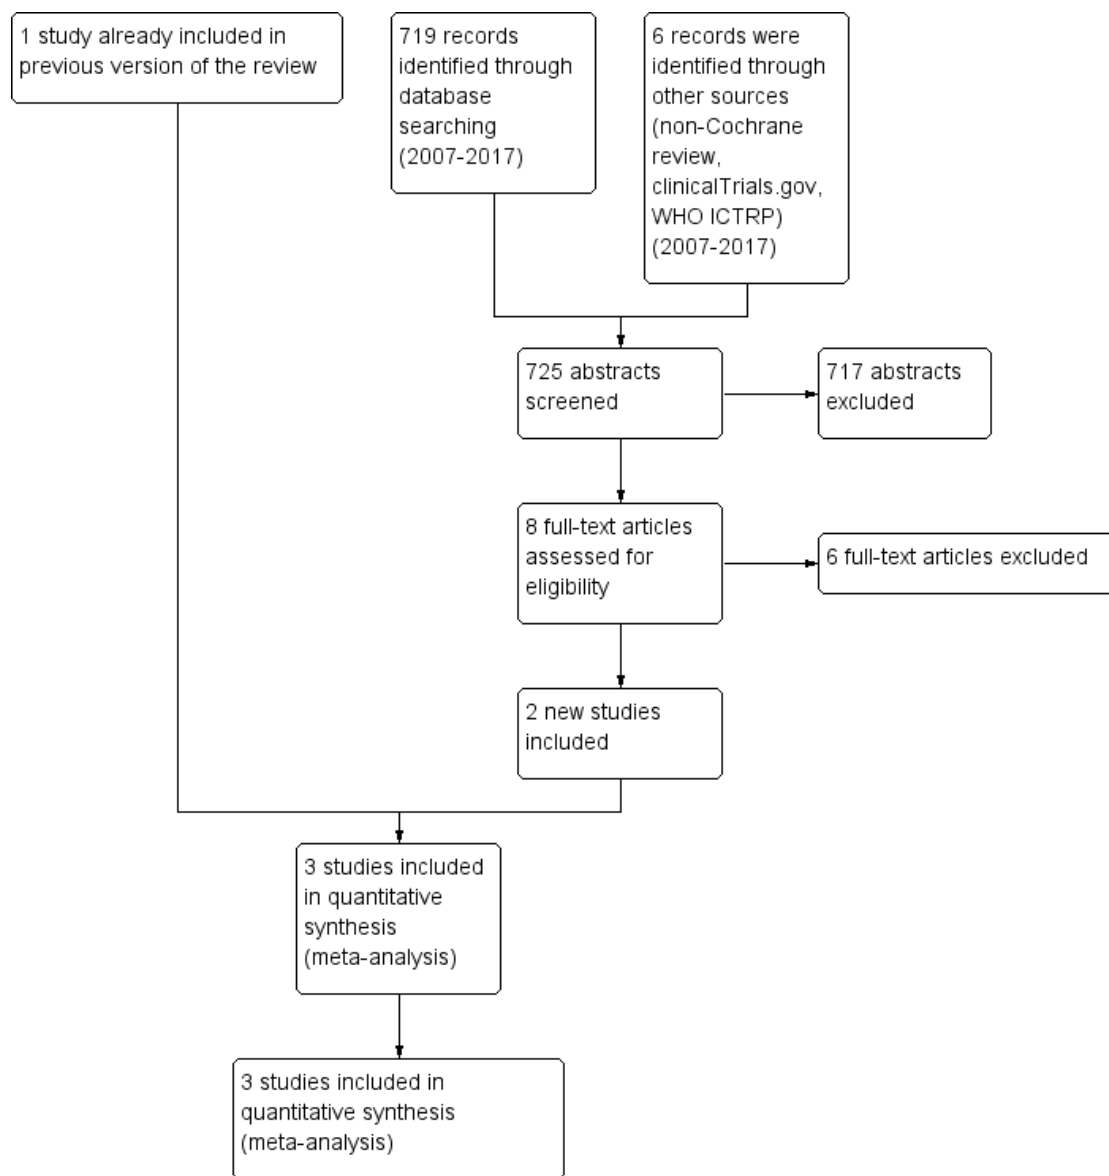 1 study already included in
previous version of the review
719 records
identified through
database
searching
(2007-2017)
6 records were
identified through
other sources
(non-Cochrane
review,
clinicalTrials.gov,
WHO ICTRP)
(2007-2017)
725 abstracts
screened
717 abstracts
excluded
8 full-text articles
assessed for
eligibility
6 full-text articles excluded
2 new studies
included
3 studies included
in quantitative
synthesis
(meta-analysis)
3 studies included in
quantitative synthesis
(meta-analysis)